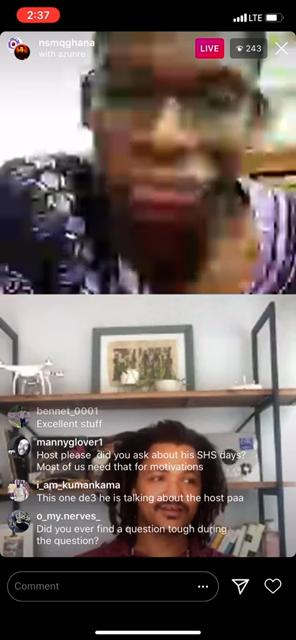 2:37
LTE
nsmqghana
with azunre
LIVE
243
bennet_0001
Excellent stuff
mannyglover1
Host please did you ask about his SHS days?
Most of us need that for motivations
i_am_kumankama
This one de3 he is talking about the host paa
o_my.nerves_
Did you ever find a question tough during
the question?
Comment